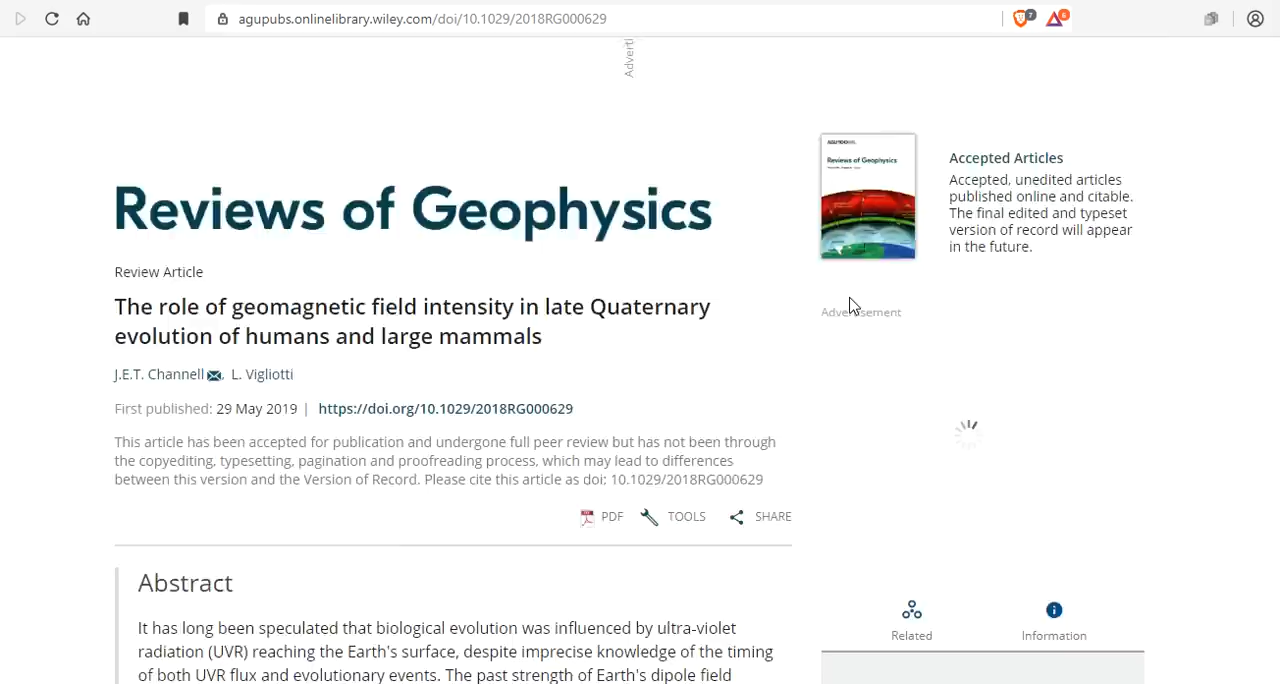 agupubs.onlinelibrary.wiley.com/doi/10.1029/2018RG000629
7
6
Adverti
Reviews of Geophysics
Reviews of Geophysics
Accepted Articles
Accepted, unedited articles
published online and citable.
The final edited and typeset
version of record will appear
in the future.
Review Article
The role of geomagnetic field intensity in late Quaternary
evolution of humans and large mammals
J.E.T. Channell, L. Vigliotti
First published: 29 May 2019 | https://doi.org/10.1029/2018RG000629
This article has been accepted for publication and undergone full peer review but has not been through
the copyediting, typesetting, pagination and proofreading process, which may lead to differences
between this version and the Version of Record. Please cite this article as doi: 10.1029/2018RG000629
PDF TOOLS SHARE
Advertisement
Related Information
Abstract
It has long been speculated that biological evolution was influenced by ultra-violet
radiation (UVR) reaching the Earth's surface, despite imprecise knowledge of the timing
of both UVR flux and evolutionary events. The past strength of Earth's dipole field